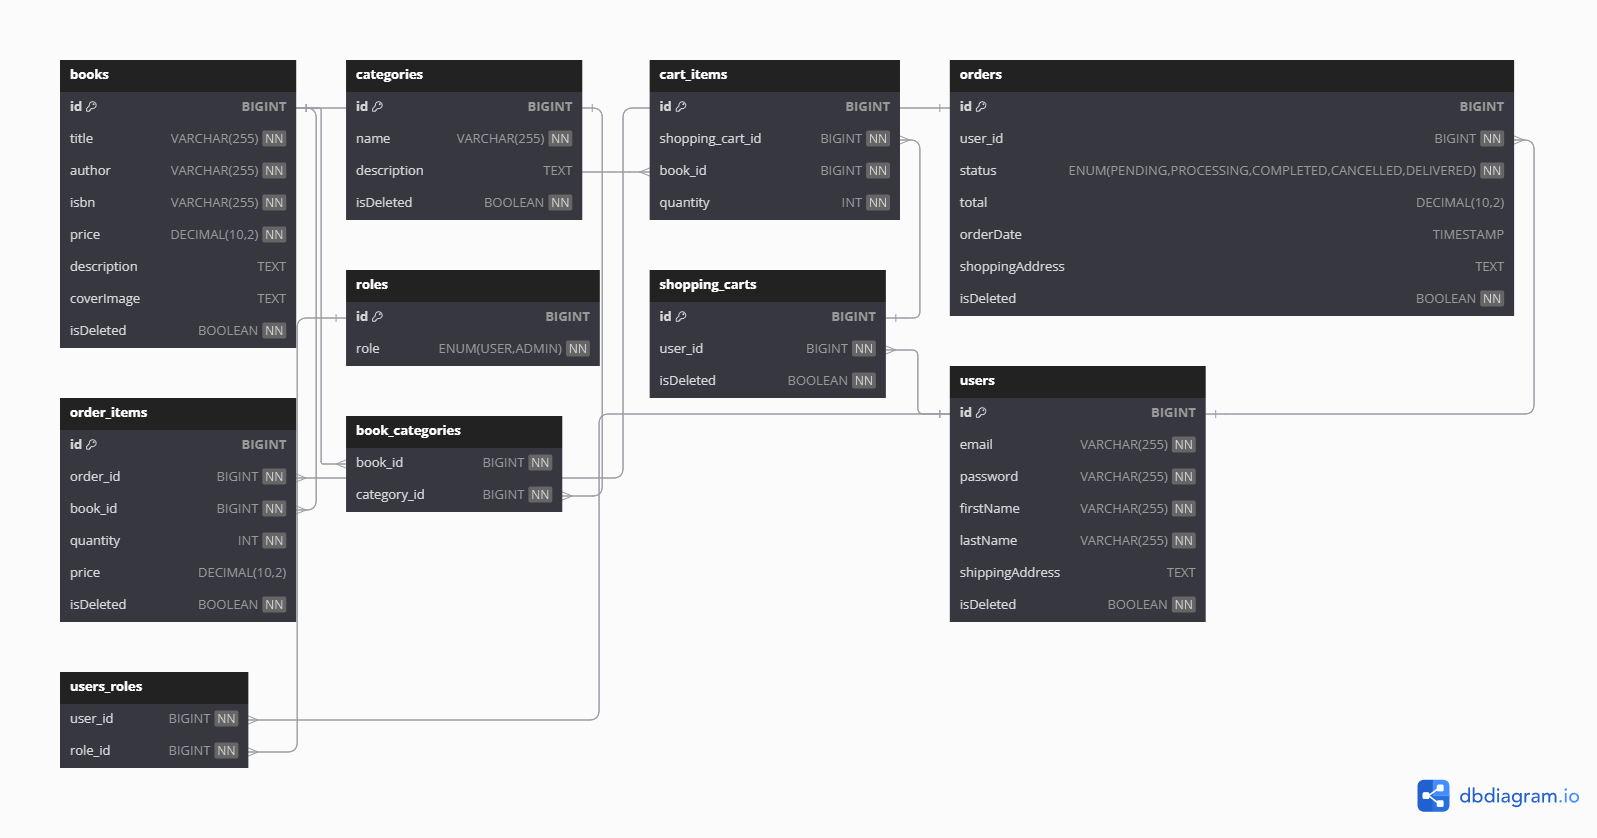 books
id BIGINT
title VARCHAR(255) NN
author VARCHAR(255) NN
isbn VARCHAR(255) NN
price DECIMAL(10,2) NN
description TEXT
coverImage TEXT
isDeleted BOOLEAN NN
categories
id BIGINT
name VARCHAR(255) NN
description TEXT
isDeleted BOOLEAN NN
cart_items
id BIGINT
shopping_cart_id BIGINT NN
book_id BIGINT NN
quantity INT NN
orders
id BIGINT
user_id BIGINT NN
status ENUM(PENDING,PROCESSING,COMPLETED,CANCELLED,DELIVERED) NN
total DECIMAL(10,2)
orderDate TIMESTAMP
shoppingAddress TEXT
isDeleted BOOLEAN NN
roles
id BIGINT
role ENUM(USER,ADMIN) NN
shopping_carts
id BIGINT
user_id BIGINT NN
isDeleted BOOLEAN NN
users
id BIGINT
email VARCHAR(255) NN
password VARCHAR(255) NN
firstName VARCHAR(255) NN
lastName VARCHAR(255) NN
shippingAddress TEXT
isDeleted BOOLEAN NN
order_items
id BIGINT
order_id BIGINT NN
book_id BIGINT NN
quantity INT NN
price DECIMAL(10,2)
isDeleted BOOLEAN NN
book_categories
book_id BIGINT NN
category_id BIGINT NN
users_roles
user_id BIGINT NN
role_id BIGINT NN
dbdiagram.io